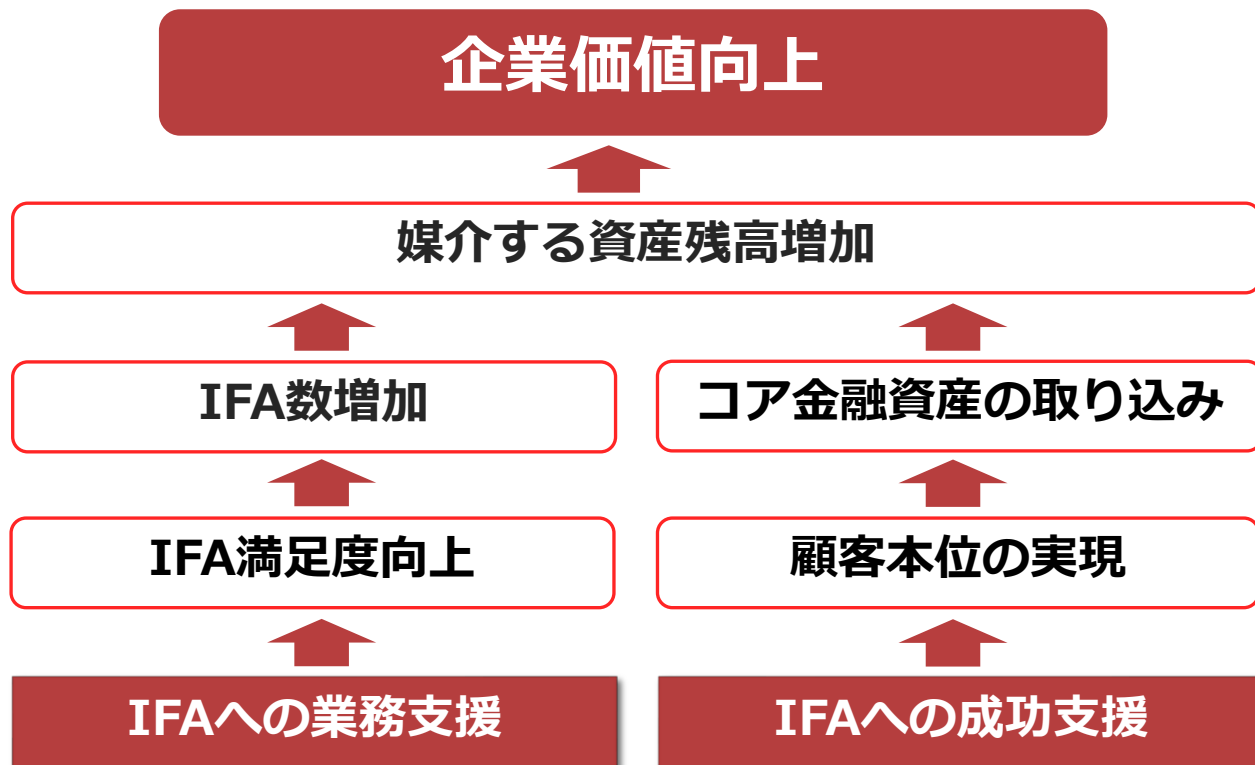 企業価値向上
媒介する資産残高増加
IFA数増加
コア金融資産の取り込み
IFA満足度向上
顧客本位の実現
IFAへの業務支援
IFAへの成功支援